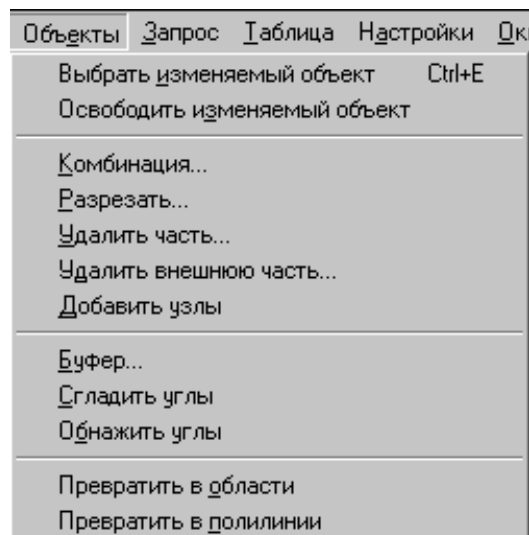 Объекты Запрос Таблица Настройки Ок
Выбрать изменяемый объект Ctrl+E
Освободить изменяемый объект
Комбинация...
Разрезать...
Удалить часть...
Удалить внешнюю часть...
Добавить узлы
Буфер...
Сгладить углы
Обнажить углы
Превратить в области
Превратить в полилинии